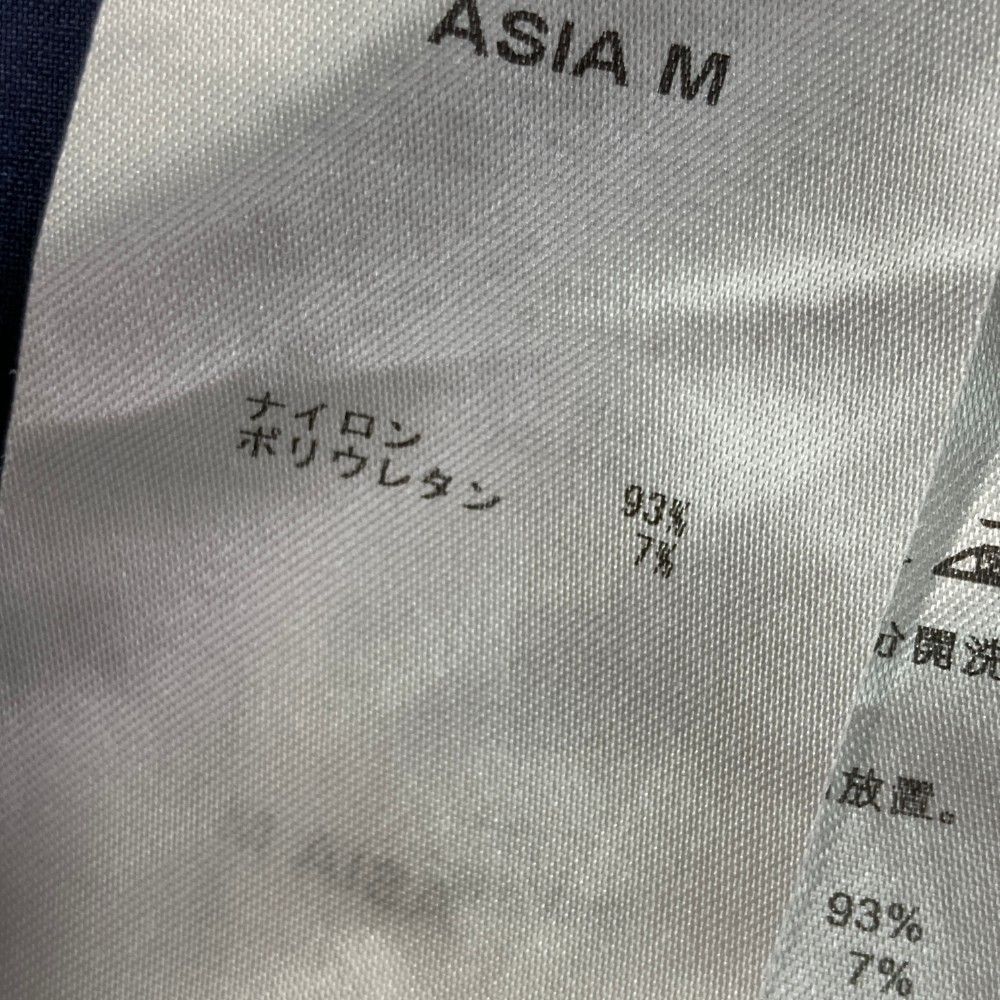 ASIA M
ナイロン 93%
ポリウレタン 7%
分開洗
放置。
93%
7%